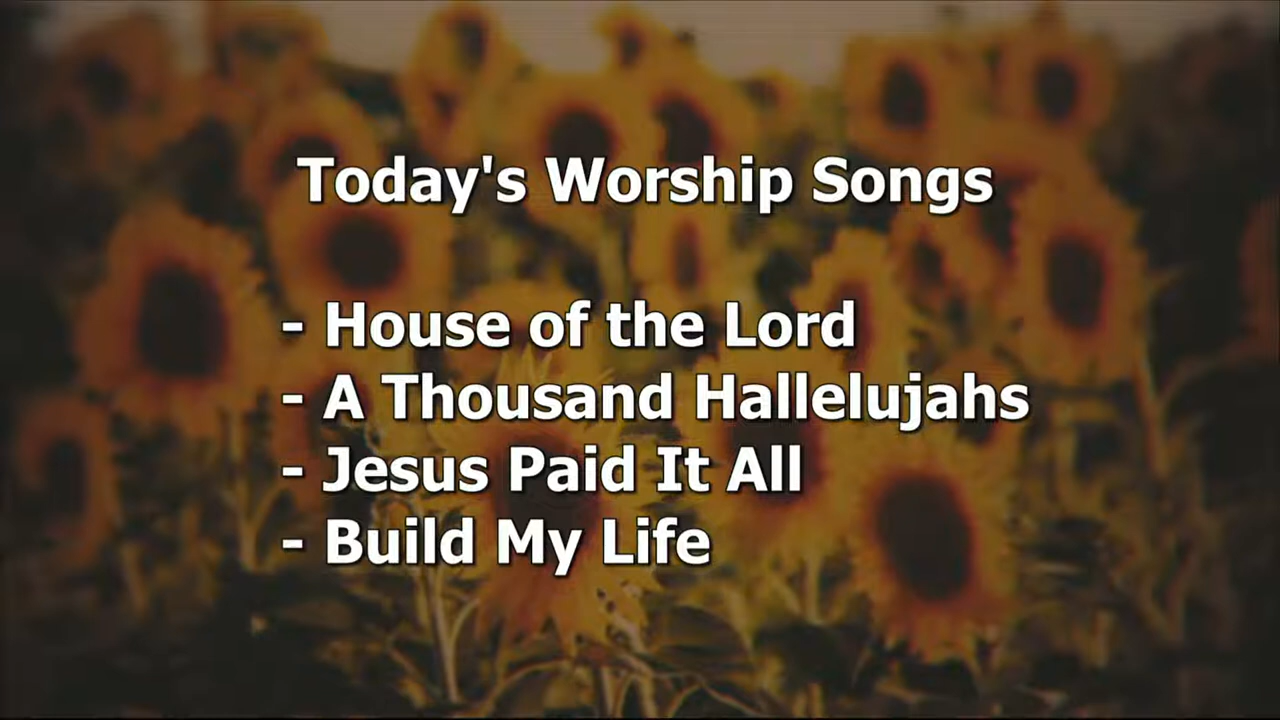 Today's Worship Songs
- House of the Lord
- A Thousand Hallelujahs
- Jesus Paid It All
- Build My Life